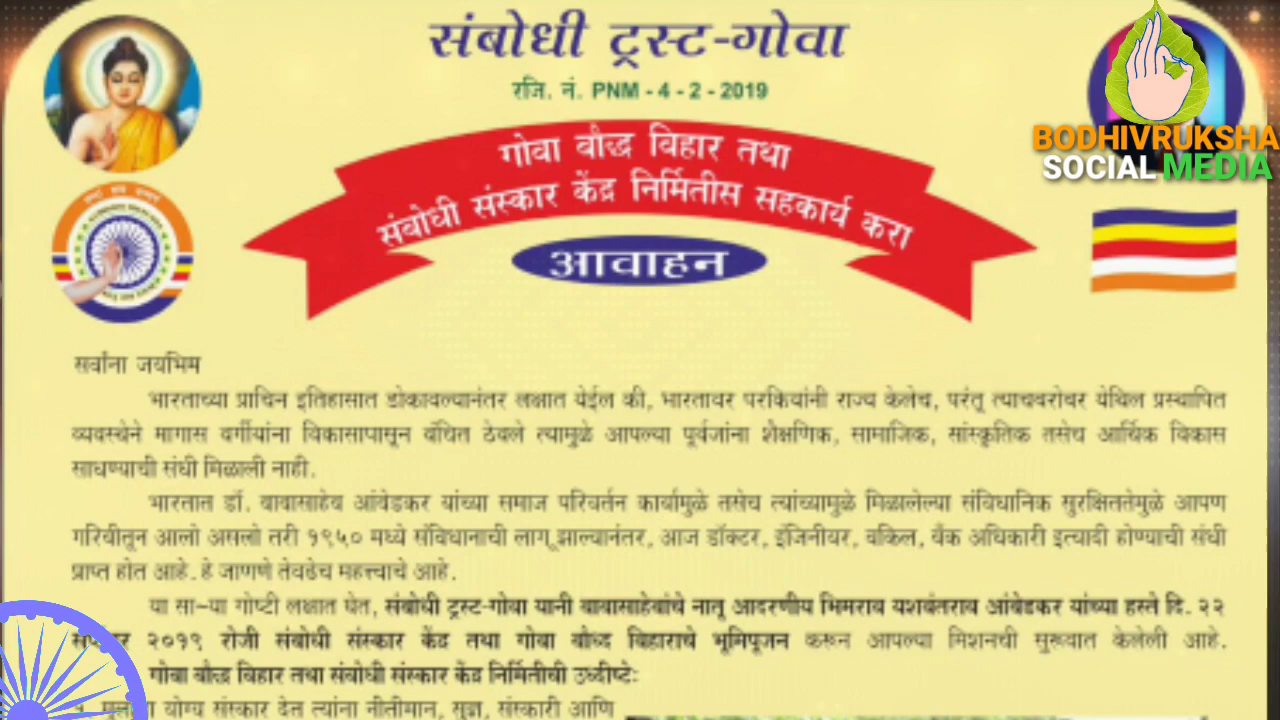 संबोधी ट्रस्ट-गोवा
रजि. नं. PNM - 4 - 2 - 2019
BODHIVRUKSHA
SOCIAL MEDIA
गोवा बौद्ध विहार तथा
संबोधी संस्कार केंद्र निर्मितीस सहकार्य करा
आवाहन
सर्वांना जयभिम
भारताच्या प्राचिन इतिहासात डोकावल्यानंतर लक्षात येईल की, भारतावर परकियांनी राज्य केलेच, परंतू त्याचबरोबर येथिल प्रस्थापित
व्यवस्थेने मागास वर्गीयांना विकासापासून वंचित ठेवले त्यामुळे आपल्या पूर्वजांना शैक्षणिक, सामाजिक, सांस्कृतिक तसेच आर्थिक विकास
साधण्याची संधी मिळाली नाही.
भारतात डॉ. बाबासाहेब आंबेडकर यांच्या समाज परिवर्तन कार्यामुळे तसेच त्यांच्यामुळे मिळालेल्या संविधानिक सुरक्षिततेमुळे आपण
गरिबीतून आलो असलो तरी १९५० मध्ये संविधानाची लागू झाल्यानंतर, आज डॉक्टर, इंजिनीयर, वकिल, बँक अधिकारी इत्यादी होण्याची संधी
प्राप्त होत आहे. हे जाणणे तेवढेच महत्त्वाचे आहे.
या सा-या गोष्टी लक्षात घेत, संबोधी ट्रस्ट-गोवा यानी बाबासाहेबांचे नातू आदरणीय भिमराव यशवंतराव आंबेडकर यांच्या हस्ते दि. २२
२०१९ रोजी संबोधी संस्कार केंद्र तथा गोवा बौध्द विहाराचे भूमिपूजन करून आपल्या मिशनची सुरूवात केलेली आहे.
गोवा बौद्ध विहार तथा संबोधी संस्कार केंद्र निर्मितीची उध्दीष्टे:
योग्य संस्कार देत त्यांना नीतीमान, सुज्ञ, संस्कारी आणि